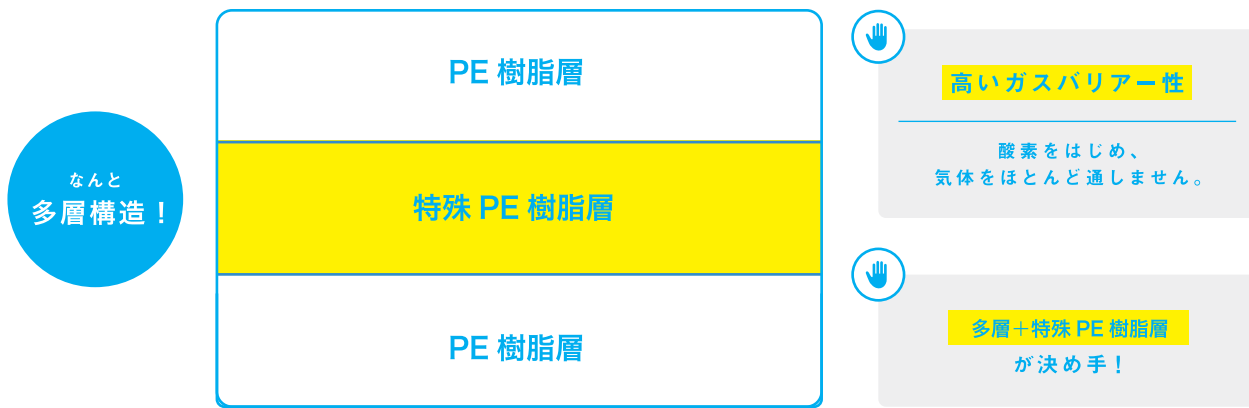 なんと
多層構造！
PE 樹脂層
特殊 PE 樹脂層
PE 樹脂層
高いガスバリアー性
酸素をはじめ、
気体をほとんど通しません。
多層＋特殊 PE 樹脂層
が決め手！